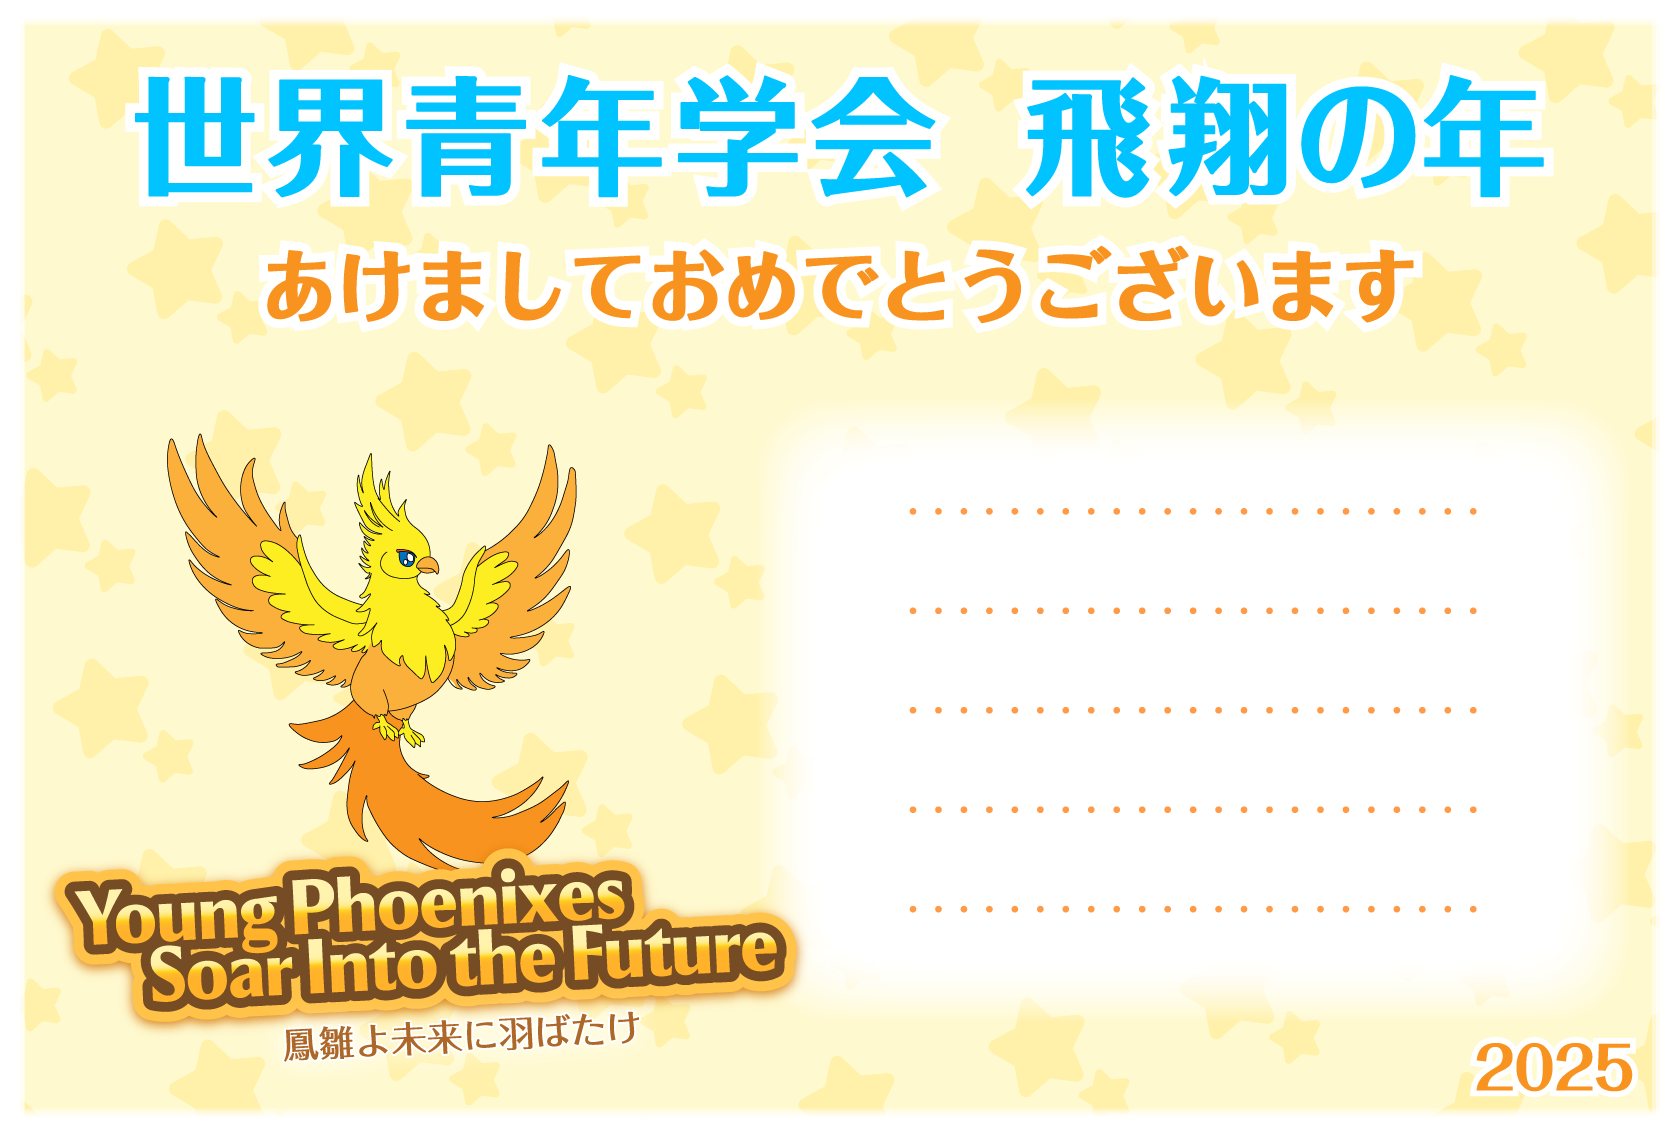 世界青年学会 飛翔の年
あけましておめでとうございます
Young Phoenixes
Soar Into the Future
鳳雛よ未来に羽ばたけ
2025